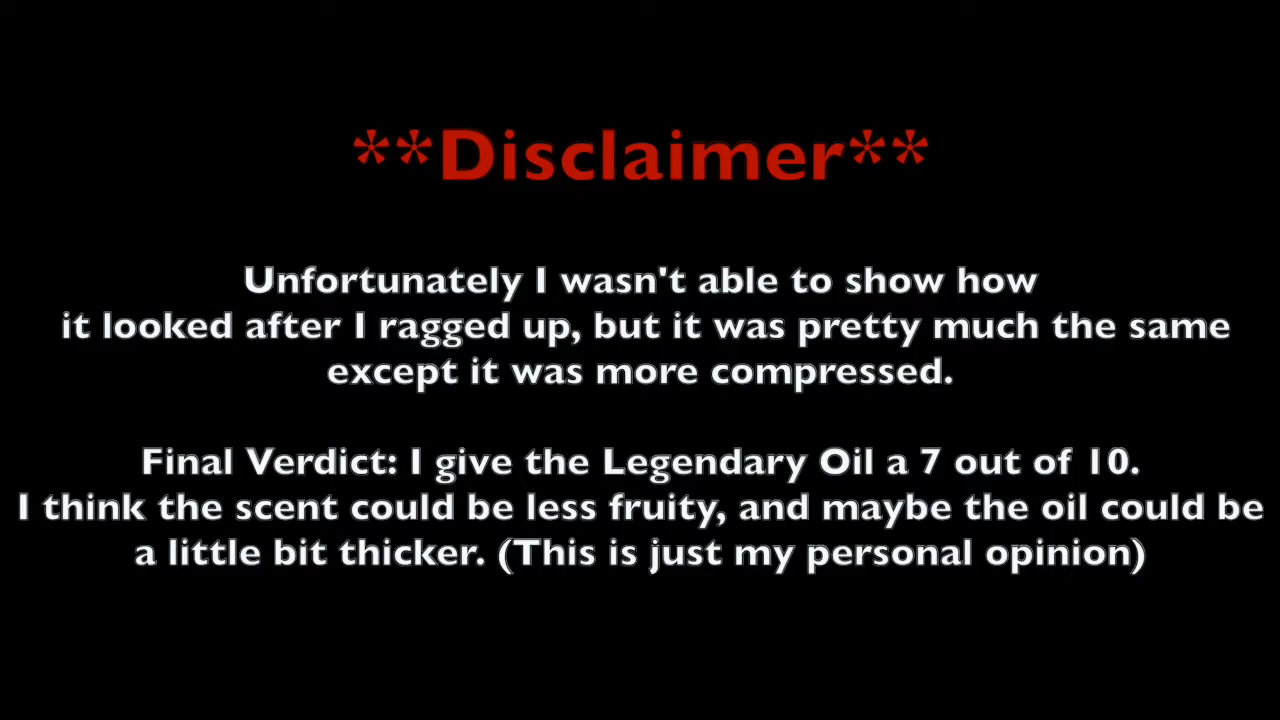 **Disclaimer**
Unfortunately I wasn't able to show how
it looked after I ragged up, but it was pretty much the same
except it was more compressed.
Final Verdict: I give the Legendary Oil a 7 out of 10.
I think the scent could be less fruity, and maybe the oil could be
a little bit thicker. (This is just my personal opinion)